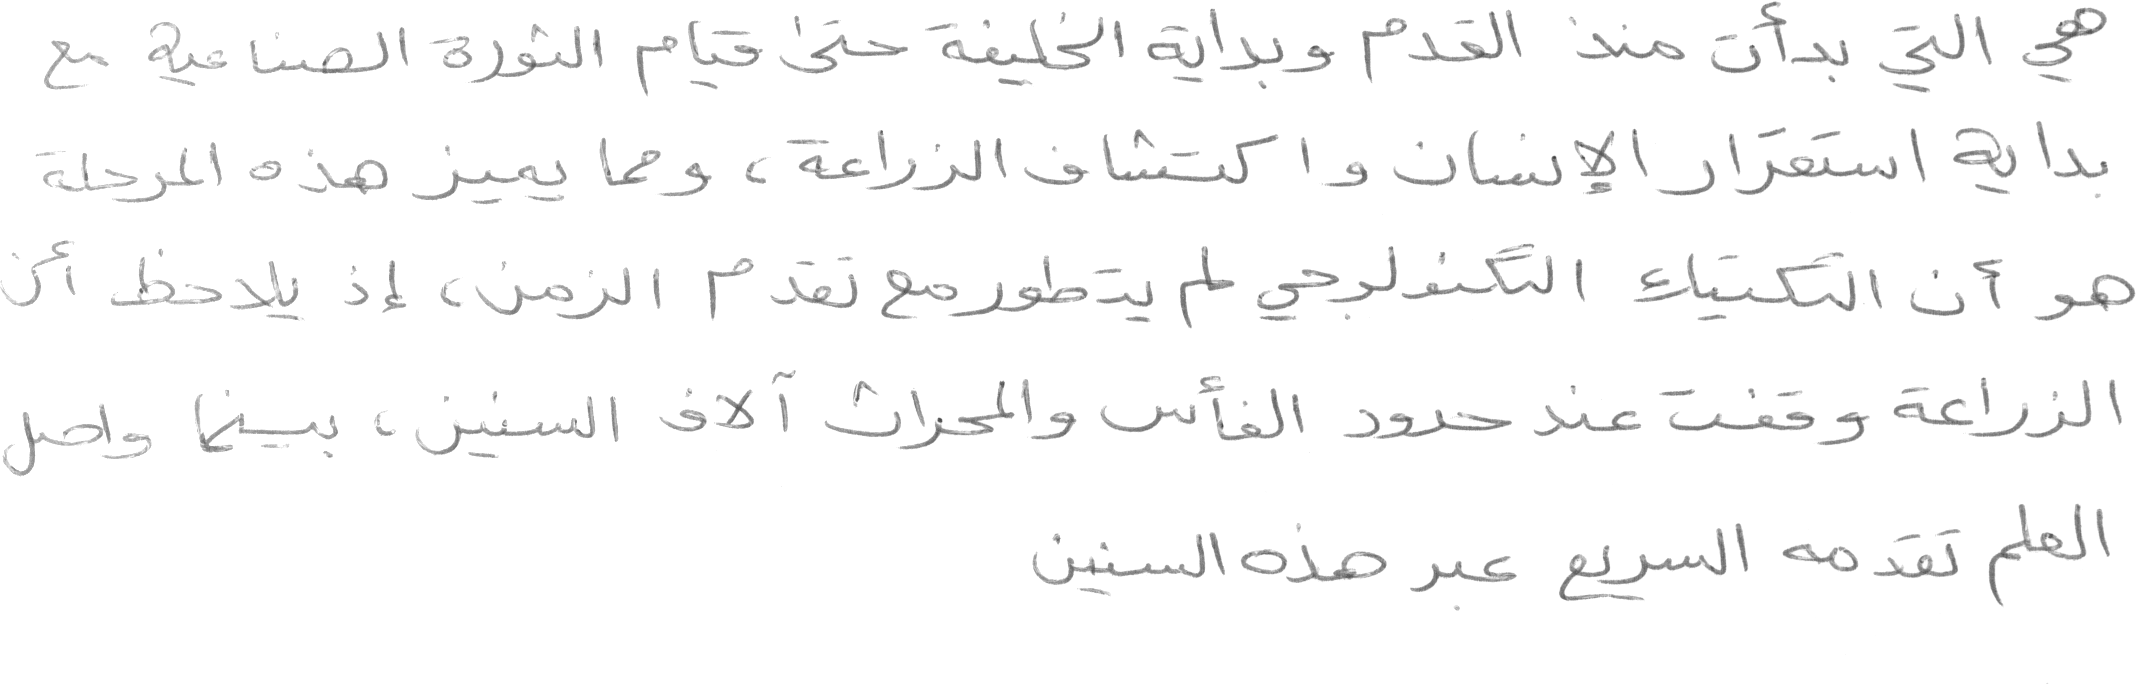 هي التي بدأت منذ القدم وبداية الخليفة حتى قيام الثورة الصناعية مع
بداية استقرار الإنسان واكتشاف الزراعة، ومما يميز هذه المرحلة
هو أن التكتيك التكنولوجي لم يتطور مع تقدم الزمن، إذ يلاحظ أن
الزراعة وقفت عند حدود الفأس والمحراث آلاف السنين، بينما واصل
العلم تقدمه السريع عبر هذه السنين